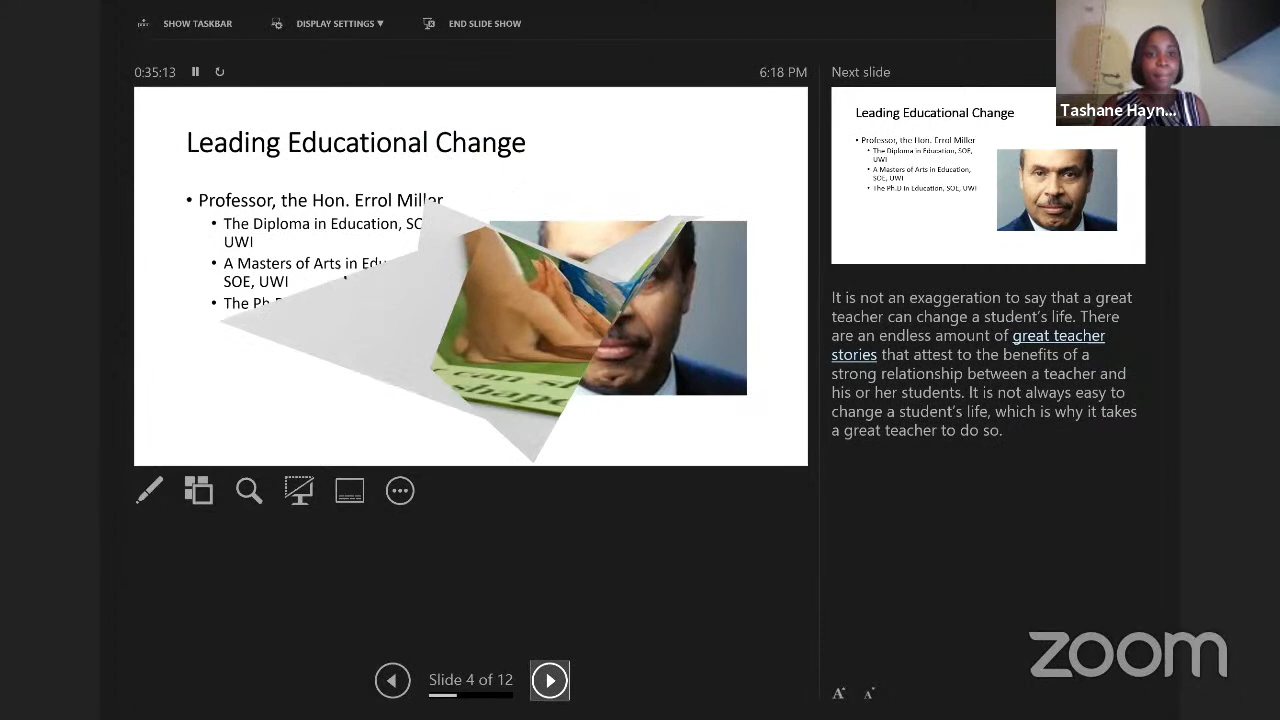 SHOW TASKBAR
DISPLAY SETTINGS ▼
END SLIDE SHOW
0:35:13
6:18 PM
Leading Educational Change
• Professor, the Hon. Errol Miller
• The Diploma in Education, SO
UWI
• A Masters of Arts in Edu
SOE, UWI
• The Ph
can sh
shape
Slide 4 of 12
Next slide
Tashane Hayn...
Leading Educational Change
• Professor, the Hon. Errol Miller
• The Diploma in Education, SOE,
UWI
• A Masters of Arts in Education,
SOE, UWI
• The Ph.D in Education, SOE, UWI
It is not an exaggeration to say that a great
teacher can change a student’s life. There
are an endless amount of great teacher
stories that attest to the benefits of a
strong relationship between a teacher and
his or her students. It is not always easy to
change a student’s life, which is why it takes
a great teacher to do so.
A A
zoom